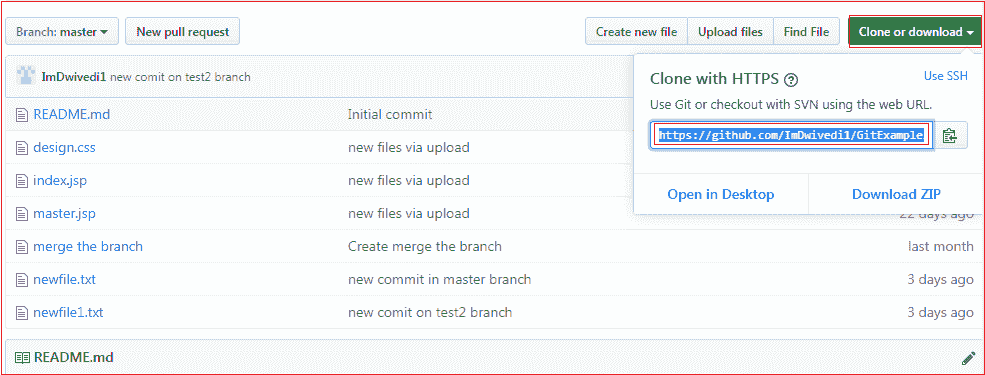 Branch: master New pull request Create new file Upload files Find File Clone or download
ImDwivedi1 new comit on test2 branch
Clone with HTTPS ? Use SSH
Use Git or checkout with SVN using the web URL.
https://github.com/ImDwivedi1/GitExample
Open in Desktop Download ZIP
README.md Initial commit
design.css new files via upload
index.jsp new files via upload
master.jsp new files via upload 22 days ago
merge the branch Create merge the branch last month
newfile.txt new commit in master branch 3 days ago
newfile1.txt new comit on test2 branch 3 days ago
README.md